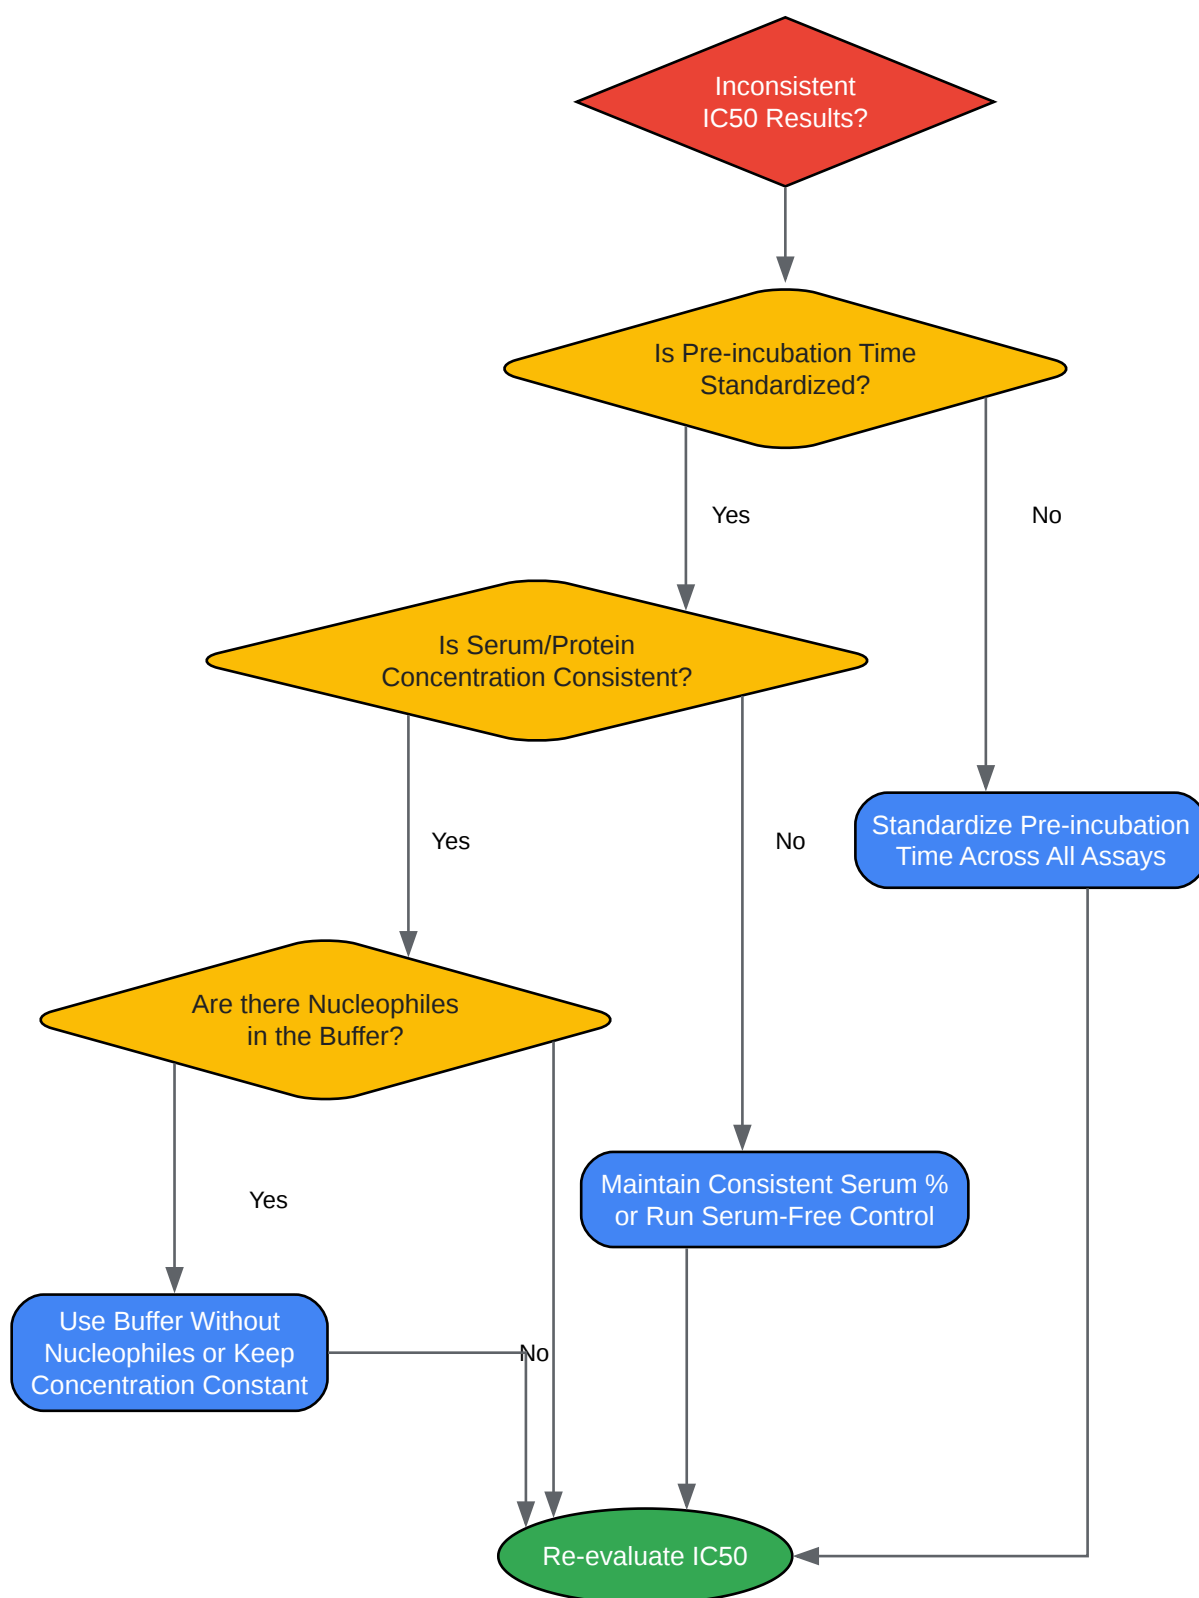 Inconsistent
IC50 Results?
Is Pre-incubation Time
Standardized?
Yes
No
Is Serum/Protein
Concentration Consistent?
Standardize Pre-incubation
Time Across All Assays
Yes
No
Are there Nucleophiles
in the Buffer?
Maintain Consistent Serum %
or Run Serum-Free Control
Yes
Use Buffer Without
Nucleophiles or Keep
Concentration Constant
No
Re-evaluate IC50